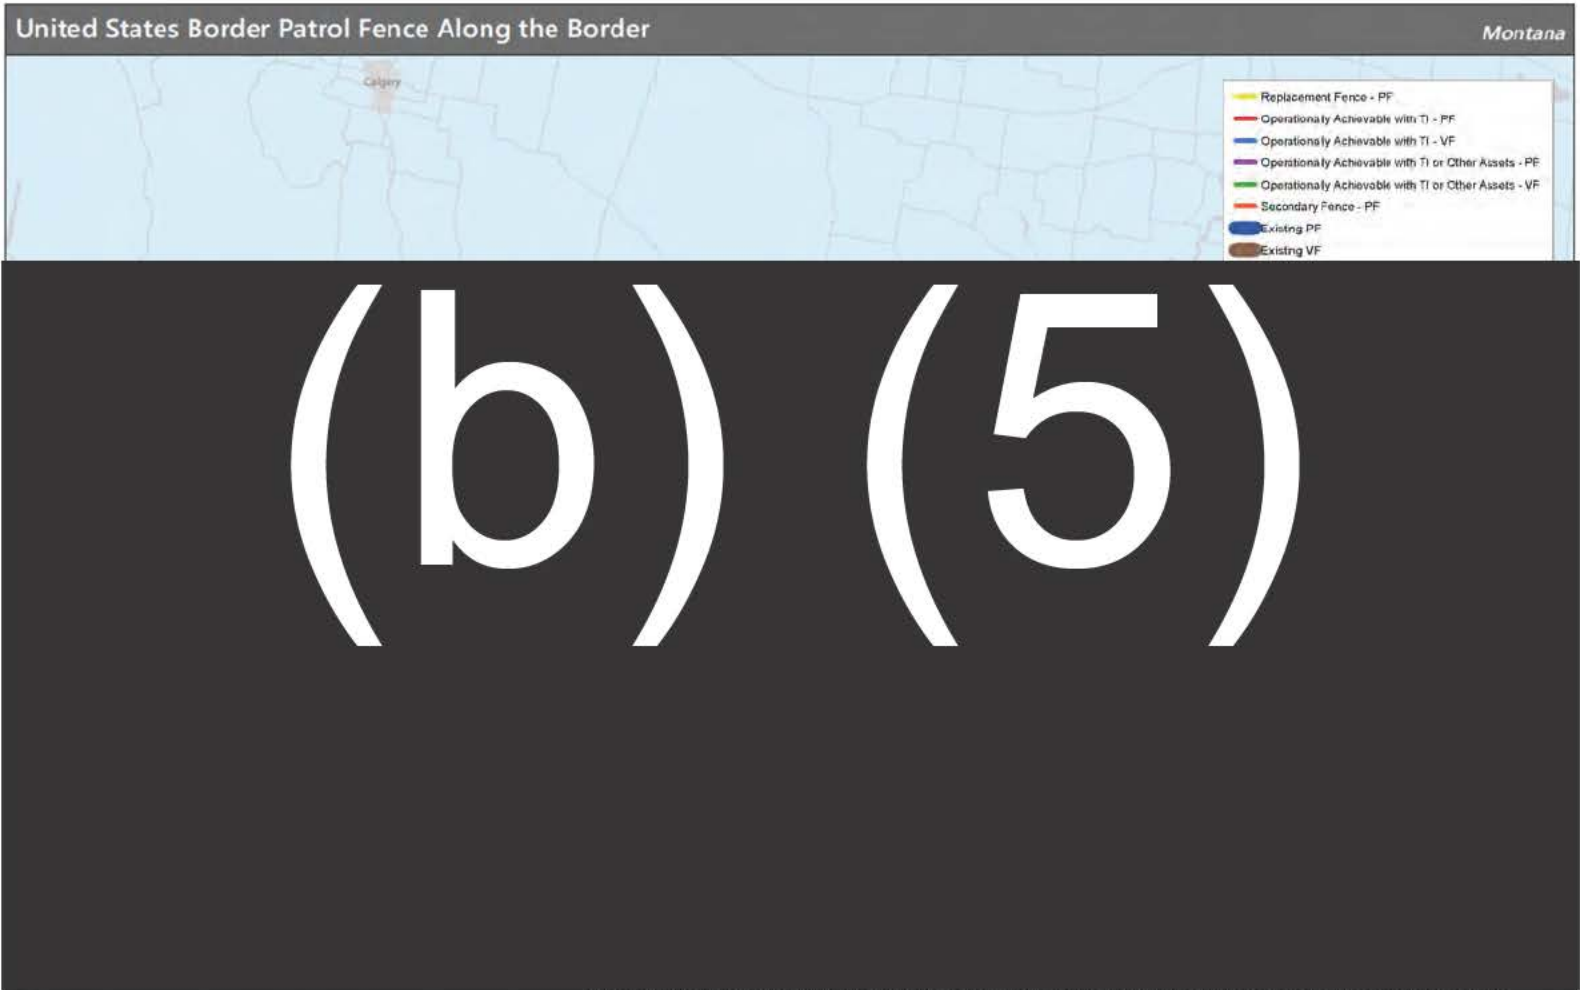 United States Border Patrol Fence Along the Border
Montana
Calgary
Replacement Fence - PF
Operationally Achievable with TI - PF
Operationally Achievable with TI - VF
Operationally Achievable with TI or Other Assets - PF
Operationally Achievable with TI or Other Assets - VF
Secondary Fence - PF
Existing PF
Existing VF
(b) (5)